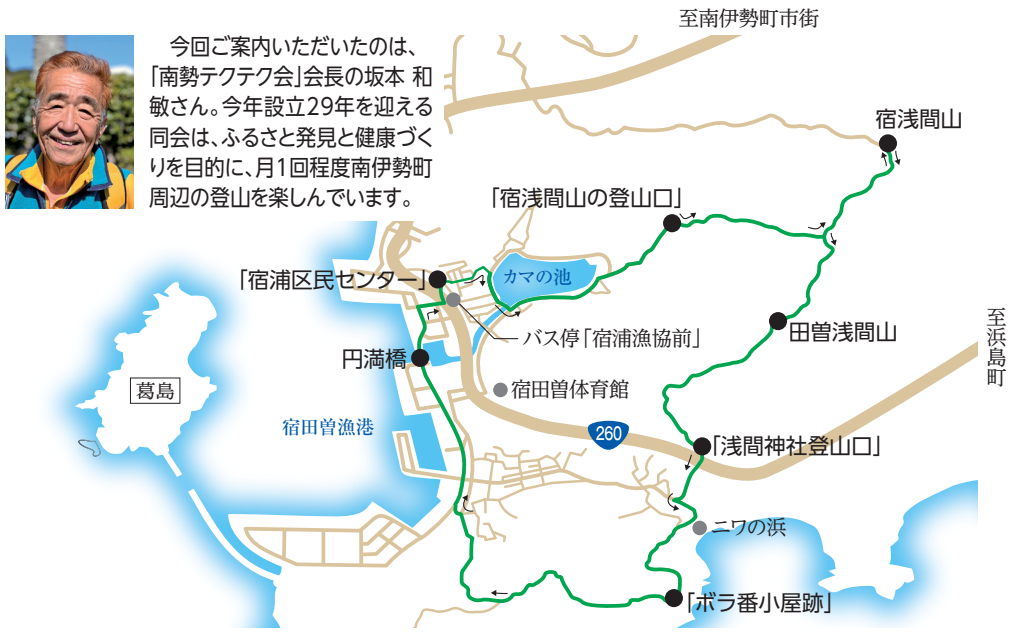 至南伊勢町市街
今回ご案内いただいたのは、
「南勢テクテク会」会長の坂本 和
敏さん。今年設立29年を迎える
同会は、ふるさと発見と健康づく
りを目的に、月1回程度南伊勢町
周辺の登山を楽しんでいます。
宿浅間山
「宿浅間山の登山口」
「宿浦区民センター」
カマの池
バス停「宿浦漁協前」
田曽浅間山
至浜島町
円満橋
葛島
宿田曽体育館
宿田曽漁港
260
「浅間神社登山口」
ニワの浜
「ボラ番小屋跡」